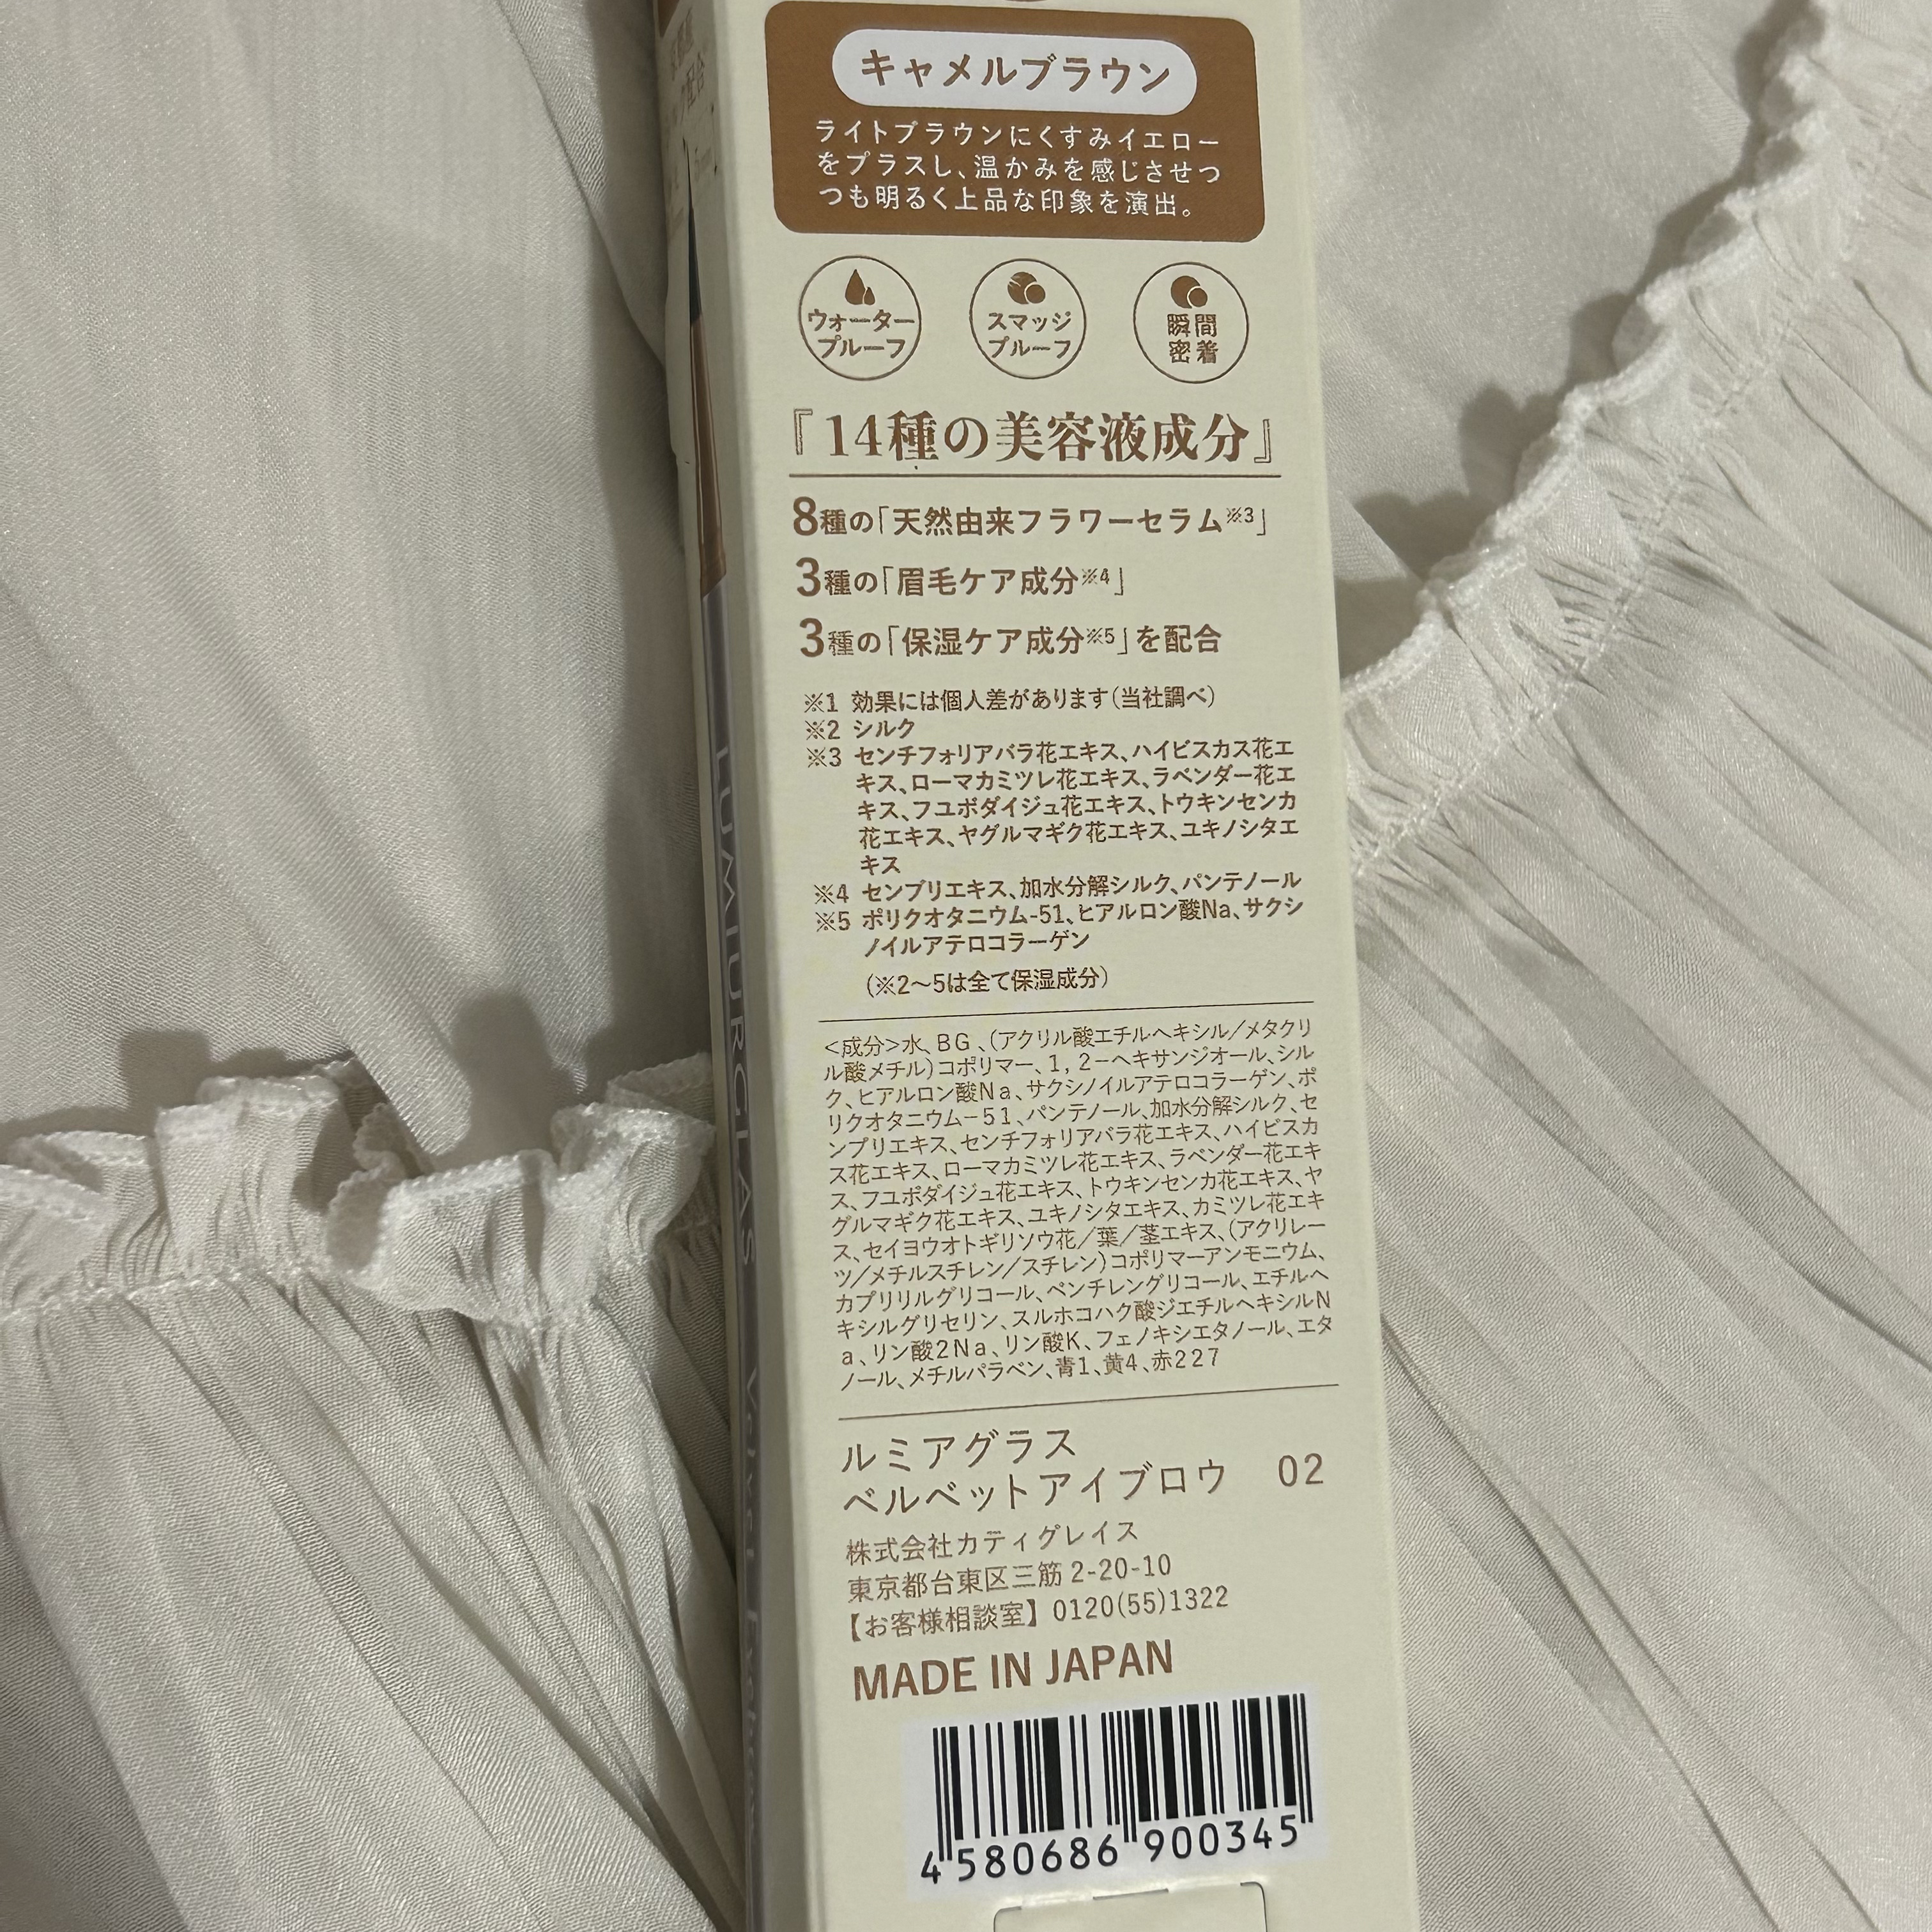 キャメルブラウン
ライトブラウンにくすみイエロー
をプラスし、温かみを感じさせつ
つも明るく上品な印象を演出。
ウォーター
プルーフ
スマッジ
プルーフ
瞬間
密着
『14種の美容液成分』
8種の「天然由来フラワーセラム※3」
3種の「眉毛ケア成分※4」
3種の「保湿ケア成分※5」を配合
※1 効果には個人差があります(当社調べ)
※2 シルク
※3 センチフォリアバラ花エキス、ハイビスカス花エ
キス、ローマカミツレ花エキス、ラベンダー花エ
キス、フユボダイジュ花エキス、トウキンセンカ
花エキス、ヤグルマギク花エキス、ユキノシタエ
キス
※4 センブリエキス、加水分解シルク、パンテノール
※5 ポリクオタニウム-51、ヒアルロン酸Na、サクシ
ノイルアテロコラーゲン
(※2〜5は全て保湿成分)
<成分>水、BG、(アクリル酸エチルヘキシル/メタクリ
ル酸メチル)コポリマー、1,2-ヘキサンジオール、シル
ク、ヒアルロン酸Na、サクシノイルアテロコラーゲン、ポ
リクオタニウム-51、パンテノール、加水分解シルク、セ
ンブリエキス、センチフォリアバラ花エキス、ハイビスカ
ス花エキス、ローマカミツレ花エキス、ラベンダー花エキ
ス、フユボダイジュ花エキス、トウキンセンカ花エキス、ヤ
グルマギク花エキス、ユキノシタエキス、カミツレ花エキ
ス、セイヨウオトギリソウ花/葉/茎エキス、(アクリレー
ツ/メチルスチレン/スチレン)コポリマーアンモニウム、
カプリリルグリコール、ペンチレングリコール、エチルヘ
キシルグリセリン、スルホコハク酸ジエチルヘキシルN
a、リン酸2Na、リン酸K、フェノキシエタノール、エタ
ノール、メチルパラベン、青1、黄4、赤227
ルミアグラス
ベルベットアイブロウ 02
株式会社カティグレイス
東京都台東区三筋 2-20-10
【お客様相談室】0120(55)1322
MADE IN JAPAN
4 580686 900345
LUMIURGLAS